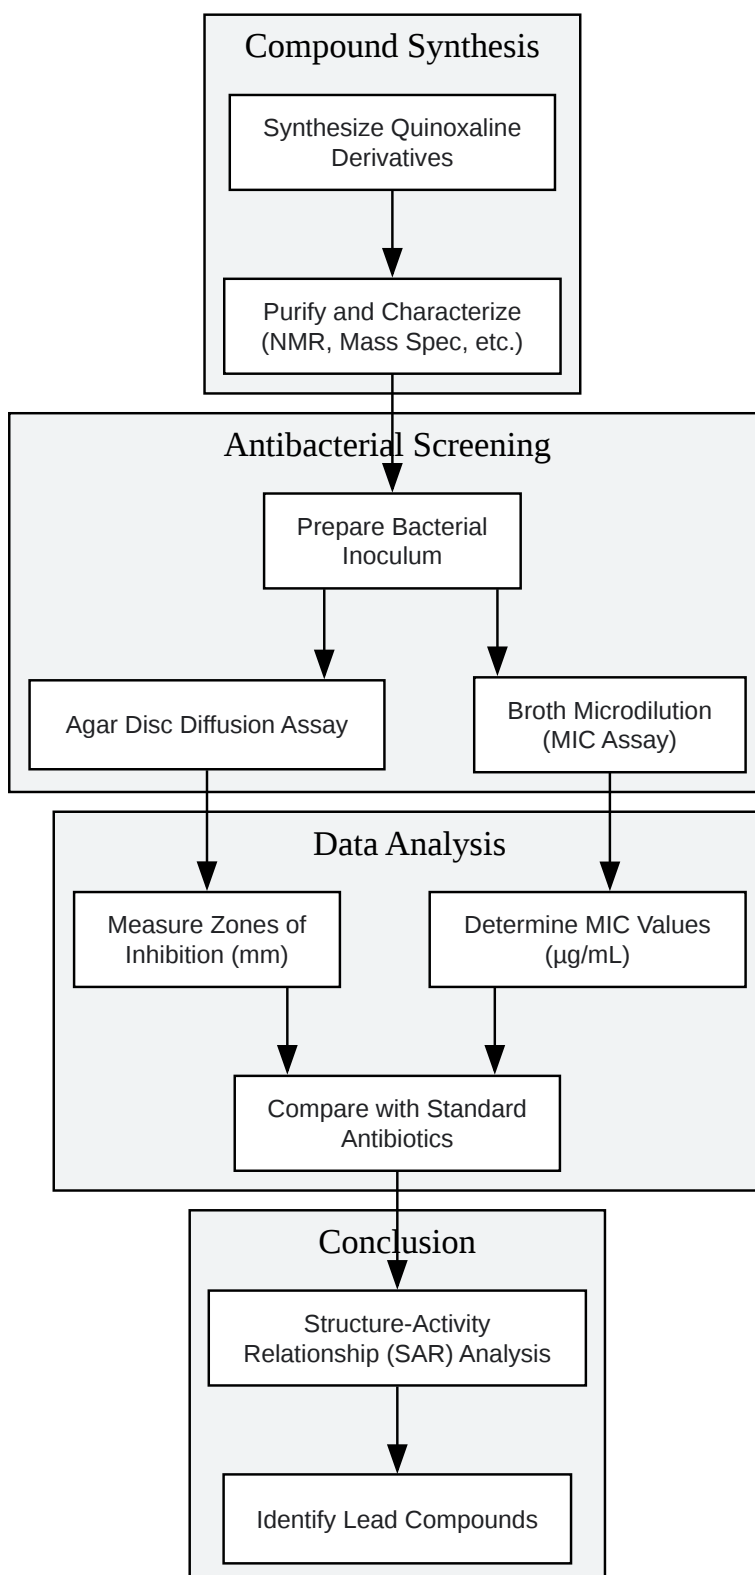 Compound Synthesis
Synthesize Quinoxaline
Derivatives
Purify and Characterize
(NMR, Mass Spec, etc.)
Antibacterial Screening
Prepare Bacterial
Inoculum
Agar Disc Diffusion Assay
Broth Microdilution
(MIC Assay)
Data Analysis
Measure Zones of
Inhibition (mm)
Determine MIC Values
(µg/mL)
Compare with Standard
Antibiotics
Conclusion
Structure-Activity
Relationship (SAR) Analysis
Identify Lead Compounds